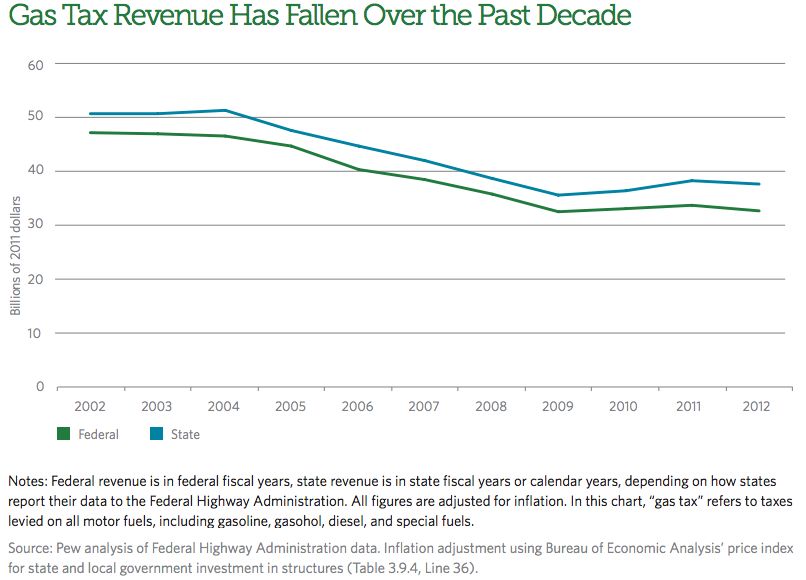 Gas Tax Revenue Has Fallen Over the Past Decade
60
50
40
30
20
10
0
Billions of 2011 dollars
2002 2003 2004 2005 2006 2007 2008 2009 2010 2011 2012
Federal State
Notes: Federal revenue is in federal fiscal years, state revenue is in state fiscal years or calendar years, depending on how states
report their data to the Federal Highway Administration. All figures are adjusted for inflation. In this chart, “gas tax” refers to taxes
levied on all motor fuels, including gasoline, gasohol, diesel, and special fuels.
Source: Pew analysis of Federal Highway Administration data. Inflation adjustment using Bureau of Economic Analysis’ price index
for state and local government investment in structures (Table 3.9.4, Line 36).